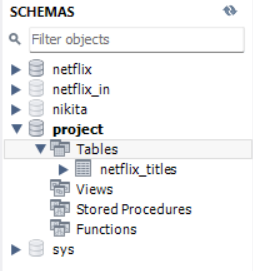 SCHEMAS
Filter objects
netflix
netflix_in
nikita
project
Tables
netflix_titles
Views
Stored Procedures
Functions
sys